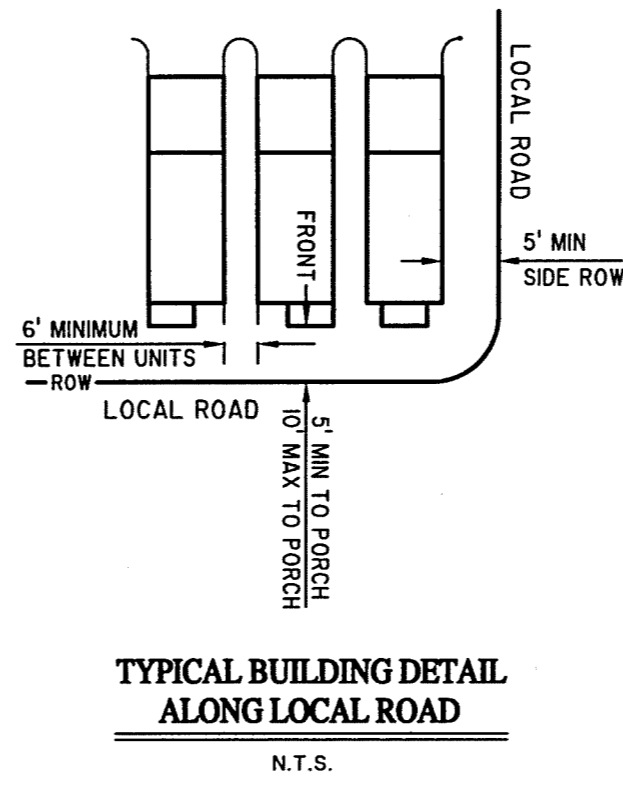 LOCAL ROAD
FRONT
5' MIN
SIDE ROW
6' MINIMUM
BETWEEN UNITS
ROW
LOCAL ROAD
5' MIN TO PORCH
10' MAX TO PORCH
TYPICAL BUILDING DETAIL
ALONG LOCAL ROAD
N.T.S.